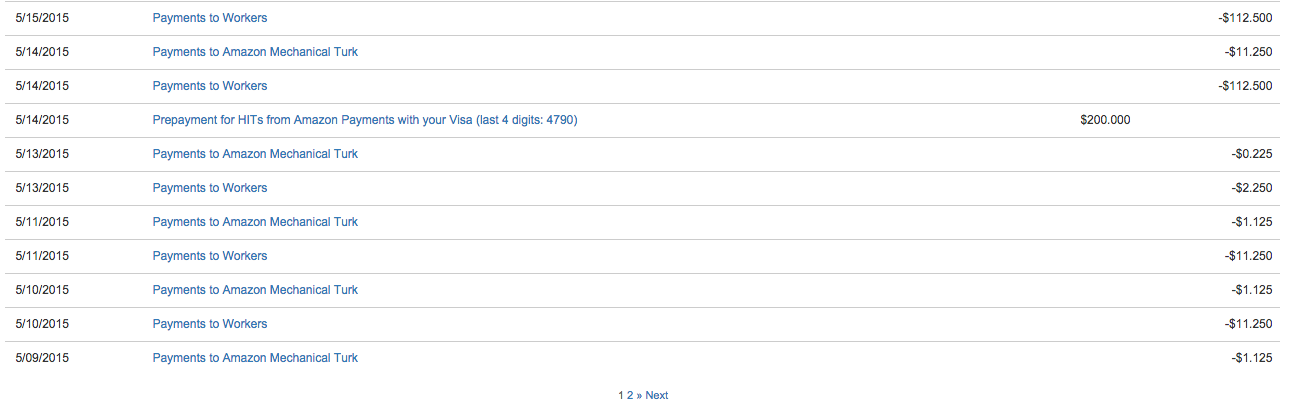 5/15/2015 Payments to Workers -$112.500
5/14/2015 Payments to Amazon Mechanical Turk -$11.250
5/14/2015 Payments to Workers -$112.500
5/14/2015 Prepayment for HITs from Amazon Payments with your Visa (last 4 digits: 4790) $200.000
5/13/2015 Payments to Amazon Mechanical Turk -$0.225
5/13/2015 Payments to Workers -$2.250
5/11/2015 Payments to Amazon Mechanical Turk -$1.125
5/11/2015 Payments to Workers -$11.250
5/10/2015 Payments to Amazon Mechanical Turk -$1.125
5/10/2015 Payments to Workers -$11.250
5/09/2015 Payments to Amazon Mechanical Turk -$1.125
1 2 » Next